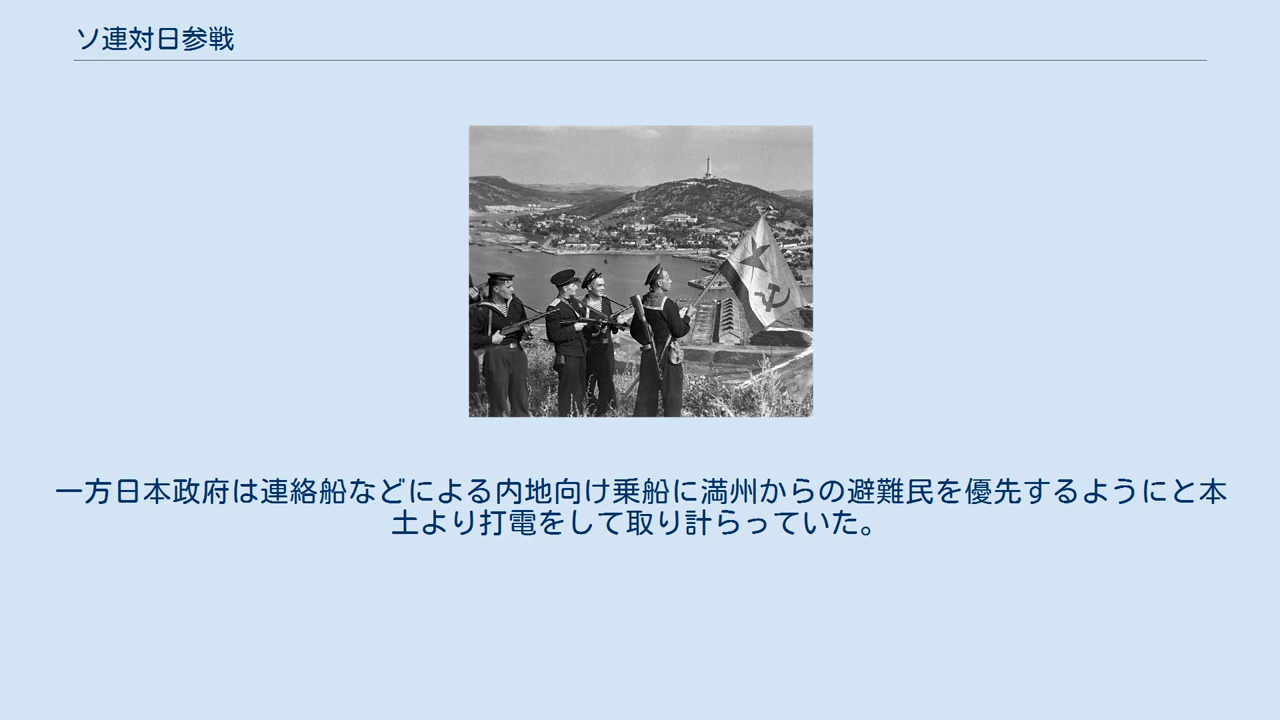 ソ連対日参戦
一方日本政府は連絡船などによる内地向け乗船に満州からの避難民を優先するようにと本
土より打電をして取り計らっていた。